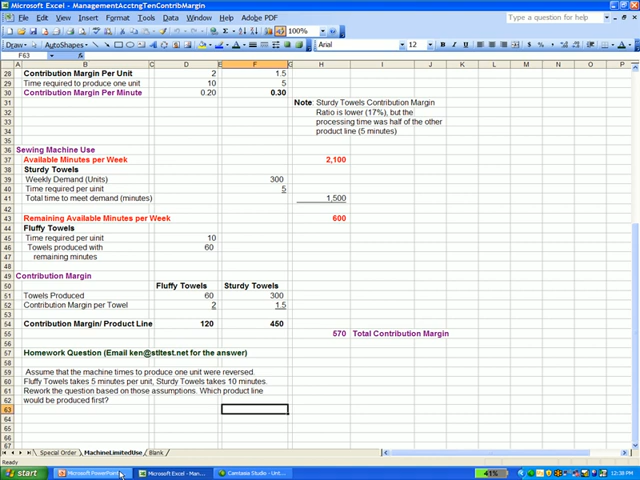 Microsoft Excel - ManagementAcctngTenContribMargin
File Edit View Insert Format Tools Data Window Help Adobe PDF
Type a question for help
100%
Draw AutoShapes Arial 12
F63
A B C D E F G H I J K L M N O P
28 Contribution Margin Per Unit 2 1.5
29 Time required to produce one unit 10 5
30 Contribution Margin Per Minute 0.20 0.30
31 Note: Sturdy Towels Contribution Margin
32 Ratio is lower (17%), but the
33 processing time was half of the other
34 product line (5 minutes)
35
36 Sewing Machine Use
37 Available Minutes per Week 2,100
38 Sturdy Towels
39 Weekly Demand (Units) 300
40 Time required per unit 5
41 Total time to meet demand (minutes) 1,500
42
43 Remaining Available Minutes per Week 600
44 Fluffy Towels
45 Time required per unit 10
46 Towels produced with 60
47 remaining minutes
48
49 Contribution Margin
50 Fluffy Towels Sturdy Towels
51 Towels Produced 60 300
52 Contribution Margin per Towel 2 1.5
54 Contribution Margin/ Product Line 120 450
55 570 Total Contribution Margin
57 Homework Question (Email ken@stltest.net for the answer)
59 Assume that the machine times to produce one unit were reversed.
60 Fluffy Towels takes 5 minutes per unit, Sturdy Towels takes 10 minutes.
61 Rework the question based on those assumptions. Which product line
62 would be produced first?
63
64
65
66
67
Special Order MachineLimitedUse Blank
Ready
start Microsoft PowerPoint Microsoft Excel - Man... Camtasia Studio - Unt... 41% 12:38 PM